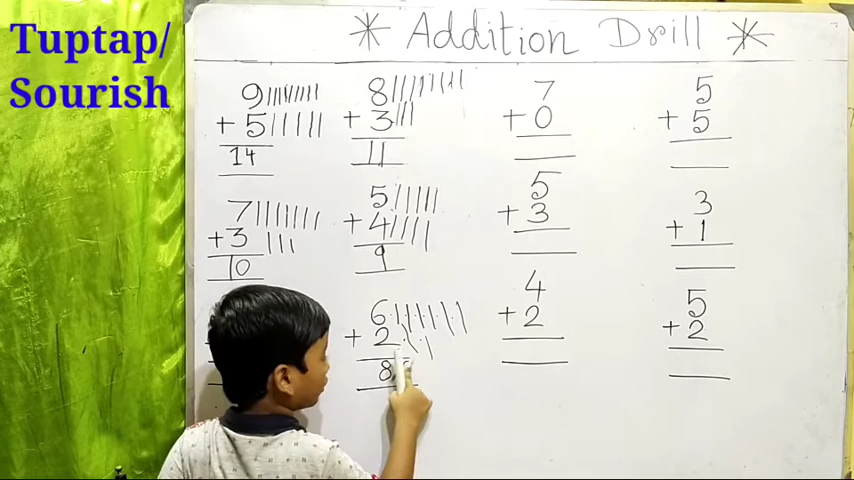 Tuptap/
Sourish
* Addition Drill *
9 |||||||||
+ 5 |||||
14
8 ||||||||
+ 3 |||
11
7
+ 0
5
+ 5
7 |||||||
+ 3 |||
10
5 |||||
+ 4 ||||
9
5
+ 3
3
+ 1
6 ||||||
+ 2 ||
8
4
+ 2
5
+ 2